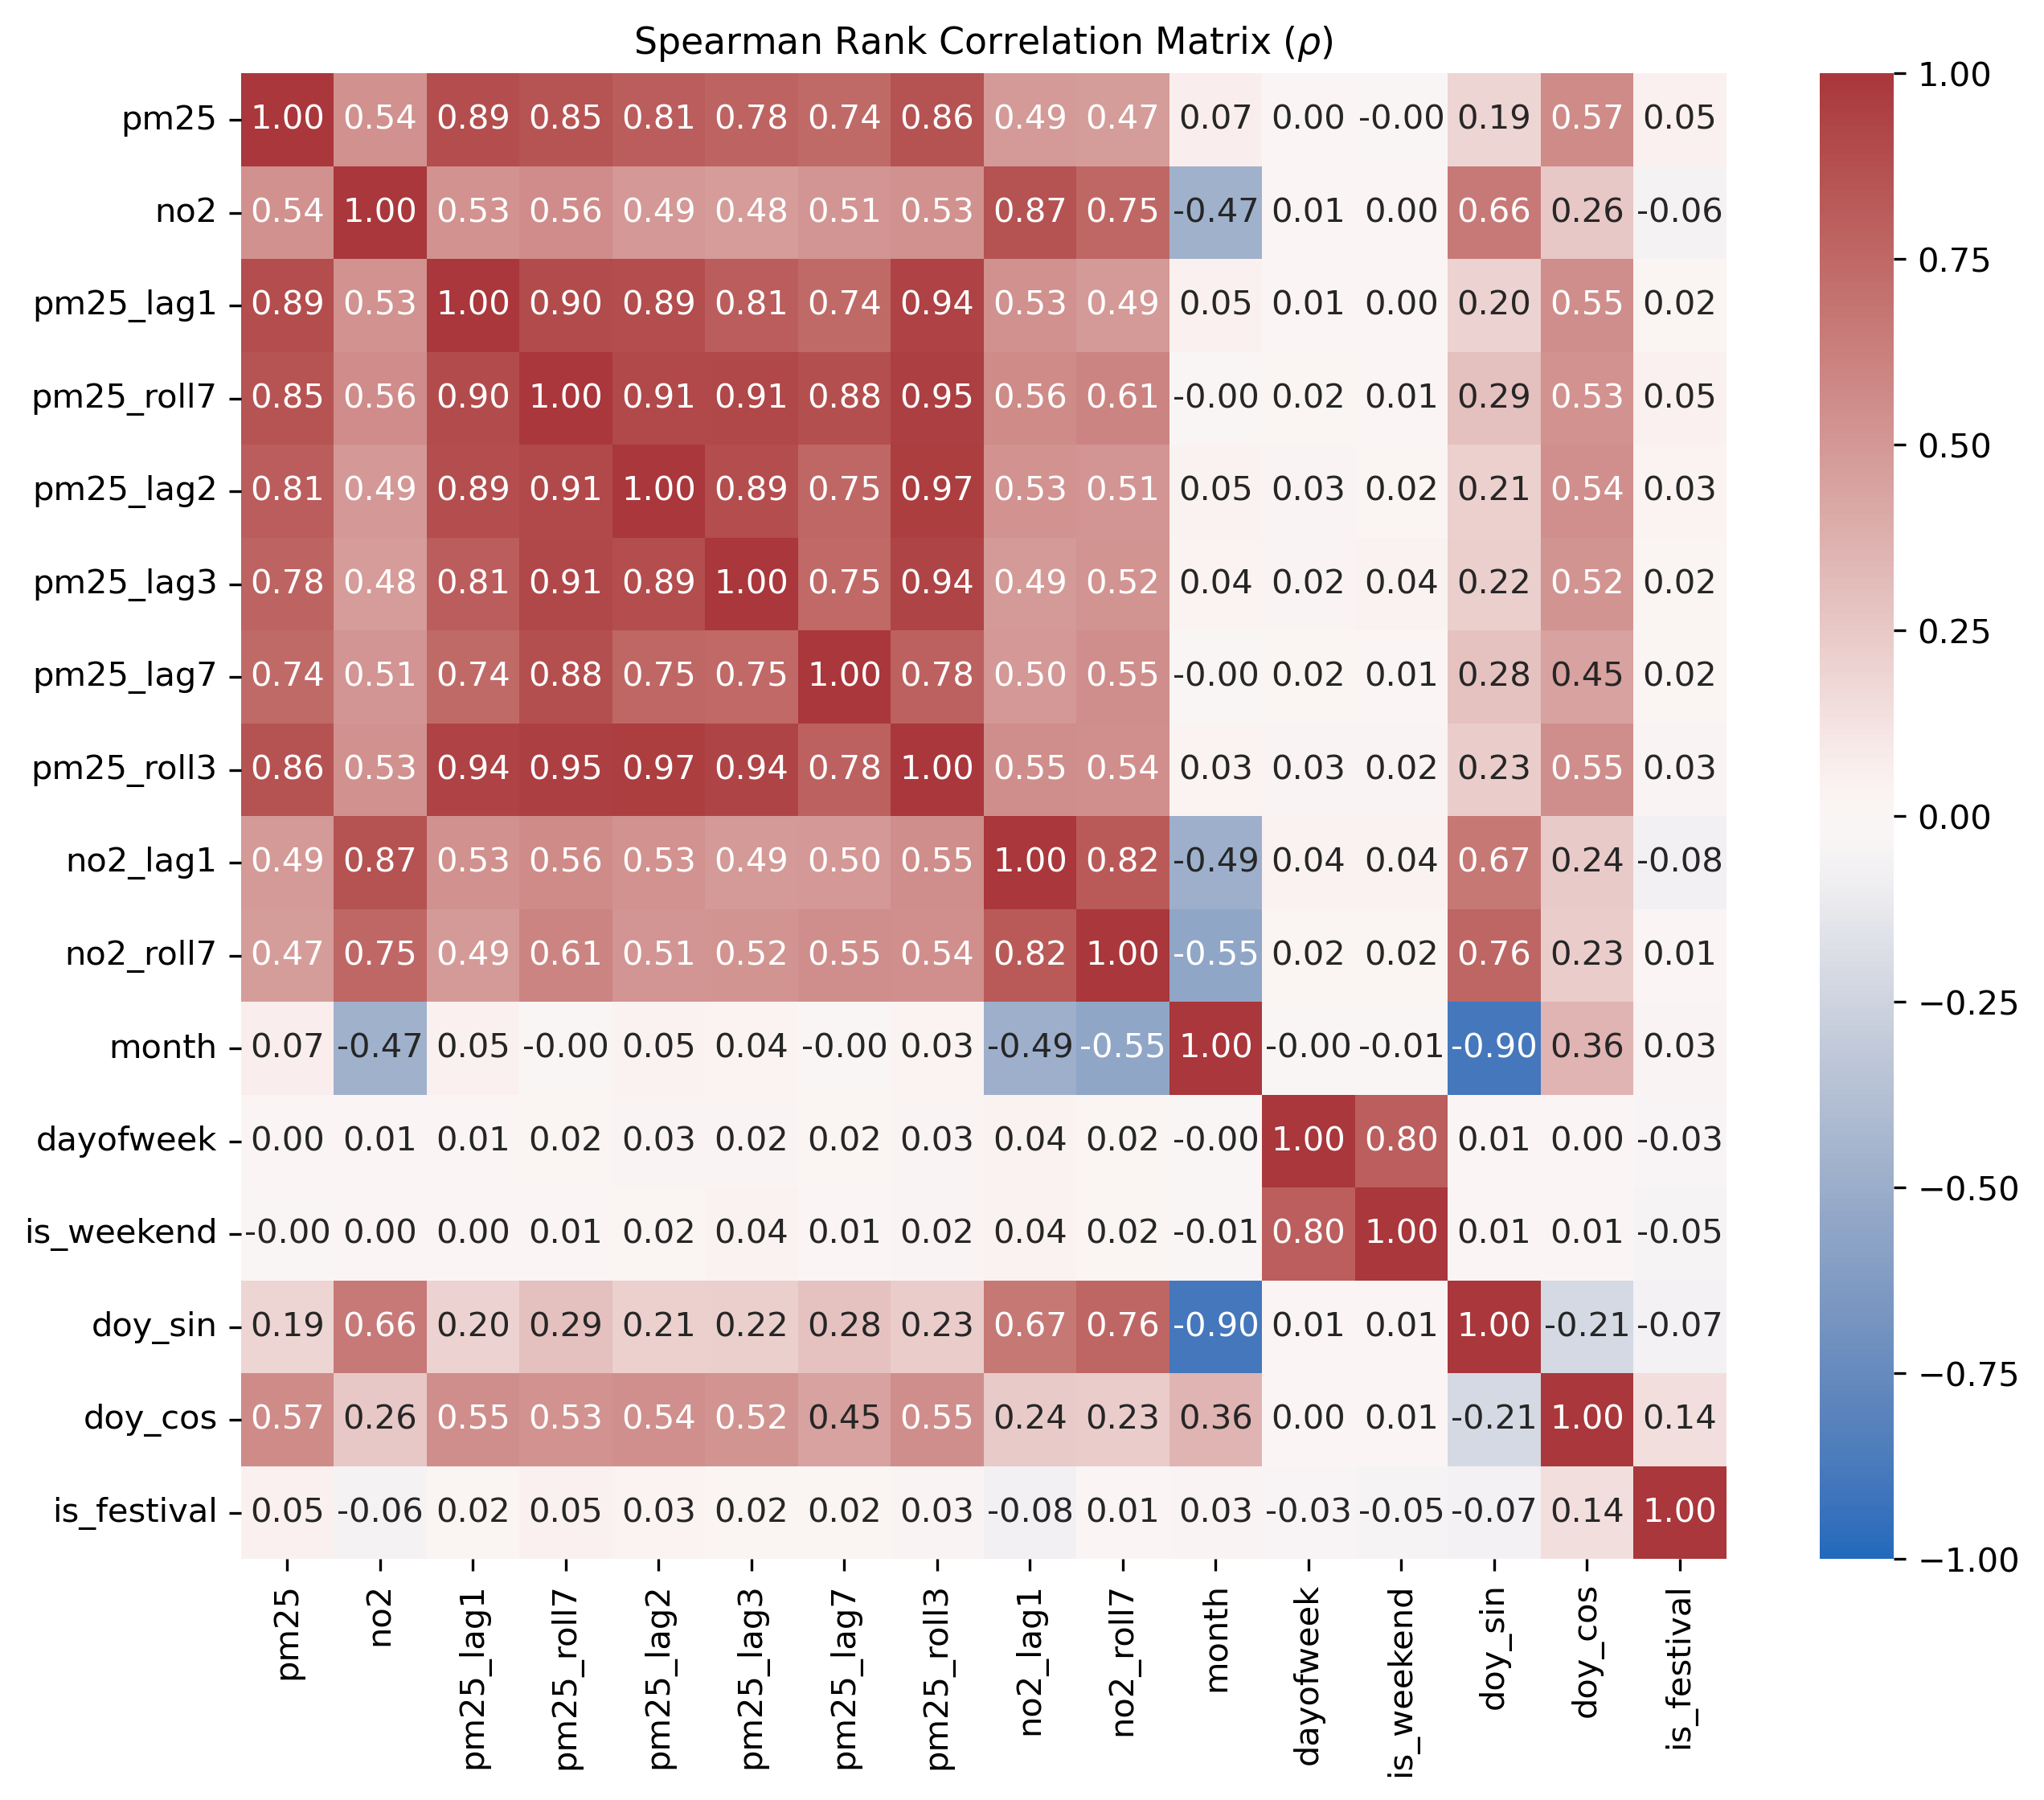 Spearman Rank Correlation Matrix (ρ)
pm25 1.00 0.54 0.89 0.85 0.81 0.78 0.74 0.86 0.49 0.47 0.07 0.00 -0.00 0.19 0.57 0.05
no2 0.54 1.00 0.53 0.56 0.49 0.48 0.51 0.53 0.87 0.75 -0.47 0.01 0.00 0.66 0.26 -0.06
pm25_lag1 0.89 0.53 1.00 0.90 0.89 0.81 0.74 0.94 0.53 0.49 0.05 0.01 0.00 0.20 0.55 0.02
pm25_roll7 0.85 0.56 0.90 1.00 0.91 0.91 0.88 0.95 0.56 0.61 -0.00 0.02 0.01 0.29 0.53 0.05
pm25_lag2 0.81 0.49 0.89 0.91 1.00 0.89 0.75 0.97 0.53 0.51 0.05 0.03 0.02 0.21 0.54 0.03
pm25_lag3 0.78 0.48 0.81 0.91 0.89 1.00 0.75 0.94 0.49 0.52 0.04 0.02 0.04 0.22 0.52 0.02
pm25_lag7 0.74 0.51 0.74 0.88 0.75 0.75 1.00 0.78 0.50 0.55 -0.00 0.02 0.01 0.28 0.45 0.02
pm25_roll3 0.86 0.53 0.94 0.95 0.97 0.94 0.78 1.00 0.55 0.54 0.03 0.03 0.02 0.23 0.55 0.03
no2_lag1 0.49 0.87 0.53 0.56 0.53 0.49 0.50 0.55 1.00 0.82 -0.49 0.04 0.04 0.67 0.24 -0.08
no2_roll7 0.47 0.75 0.49 0.61 0.51 0.52 0.55 0.54 0.82 1.00 -0.55 0.02 0.02 0.76 0.23 0.01
month 0.07 -0.47 0.05 -0.00 0.05 0.04 -0.00 0.03 -0.49 -0.55 1.00 -0.00 -0.01 -0.90 0.36 0.03
dayofweek 0.00 0.01 0.01 0.02 0.03 0.02 0.02 0.03 0.04 0.02 -0.00 1.00 0.80 0.01 0.00 -0.03
is_weekend -0.00 0.00 0.00 0.01 0.02 0.04 0.01 0.02 0.04 0.02 -0.01 0.80 1.00 0.01 0.01 -0.05
doy_sin 0.19 0.66 0.20 0.29 0.21 0.22 0.28 0.23 0.67 0.76 -0.90 0.01 0.01 1.00 -0.21 -0.07
doy_cos 0.57 0.26 0.55 0.53 0.54 0.52 0.45 0.55 0.24 0.23 0.36 0.00 0.01 -0.21 1.00 0.14
is_festival 0.05 -0.06 0.02 0.05 0.03 0.02 0.02 0.03 -0.08 0.01 0.03 -0.03 -0.05 -0.07 0.14 1.00
pm25
no2
pm25_lag1
pm25_roll7
pm25_lag2
pm25_lag3
pm25_lag7
pm25_roll3
no2_lag1
no2_roll7
month
dayofweek
is_weekend
doy_sin
doy_cos
is_festival
1.00
0.75
0.50
0.25
0.00
−0.25
−0.50
−0.75
−1.00